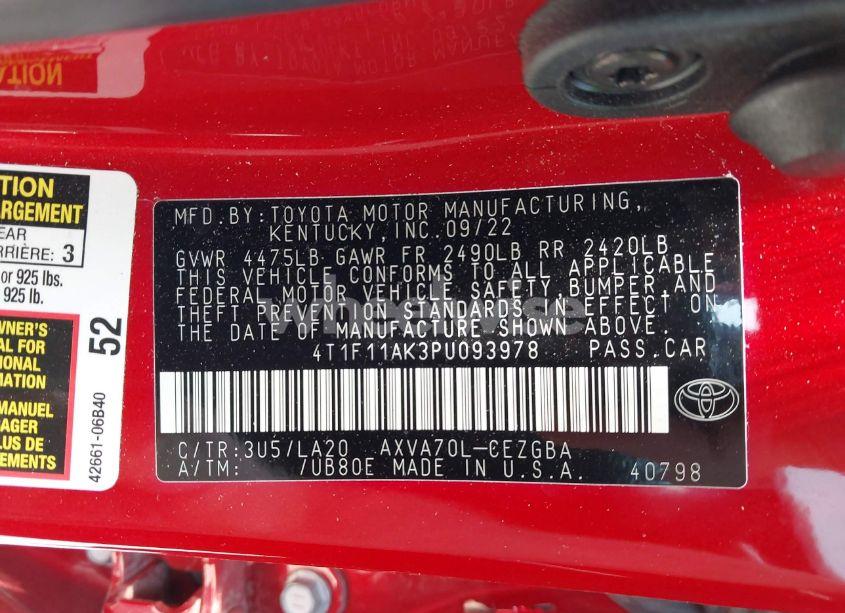 ATION
TION
ARGEMENT
EAR
ARRIÈRE: 3
or 925 lbs.
925 lb.
WNER'S
AL FOR
IONAL
MATION
MANUEL
AGER
LUS DE
EMENTS
52
42661-06B40
MFD. BY: TOYOTA MOTOR MANUFACTURING,
KENTUCKY, INC. 09/22
GVWR 4475LB GAWR FR 2490LB RR 2420LB
THIS VEHICLE CONFORMS TO ALL APPLICABLE
FEDERAL MOTOR VEHICLE SAFETY, BUMPER, AND
THEFT PREVENTION STANDARDS IN EFFECT ON
THE DATE OF MANUFACTURE SHOWN ABOVE.
4T1F11AK3PU093978 PASS.CAR
C/TR: 3U5/LA20 AXVA70L-CEZGBA
A/TM: /UB80E MADE IN U.S.A. 40798